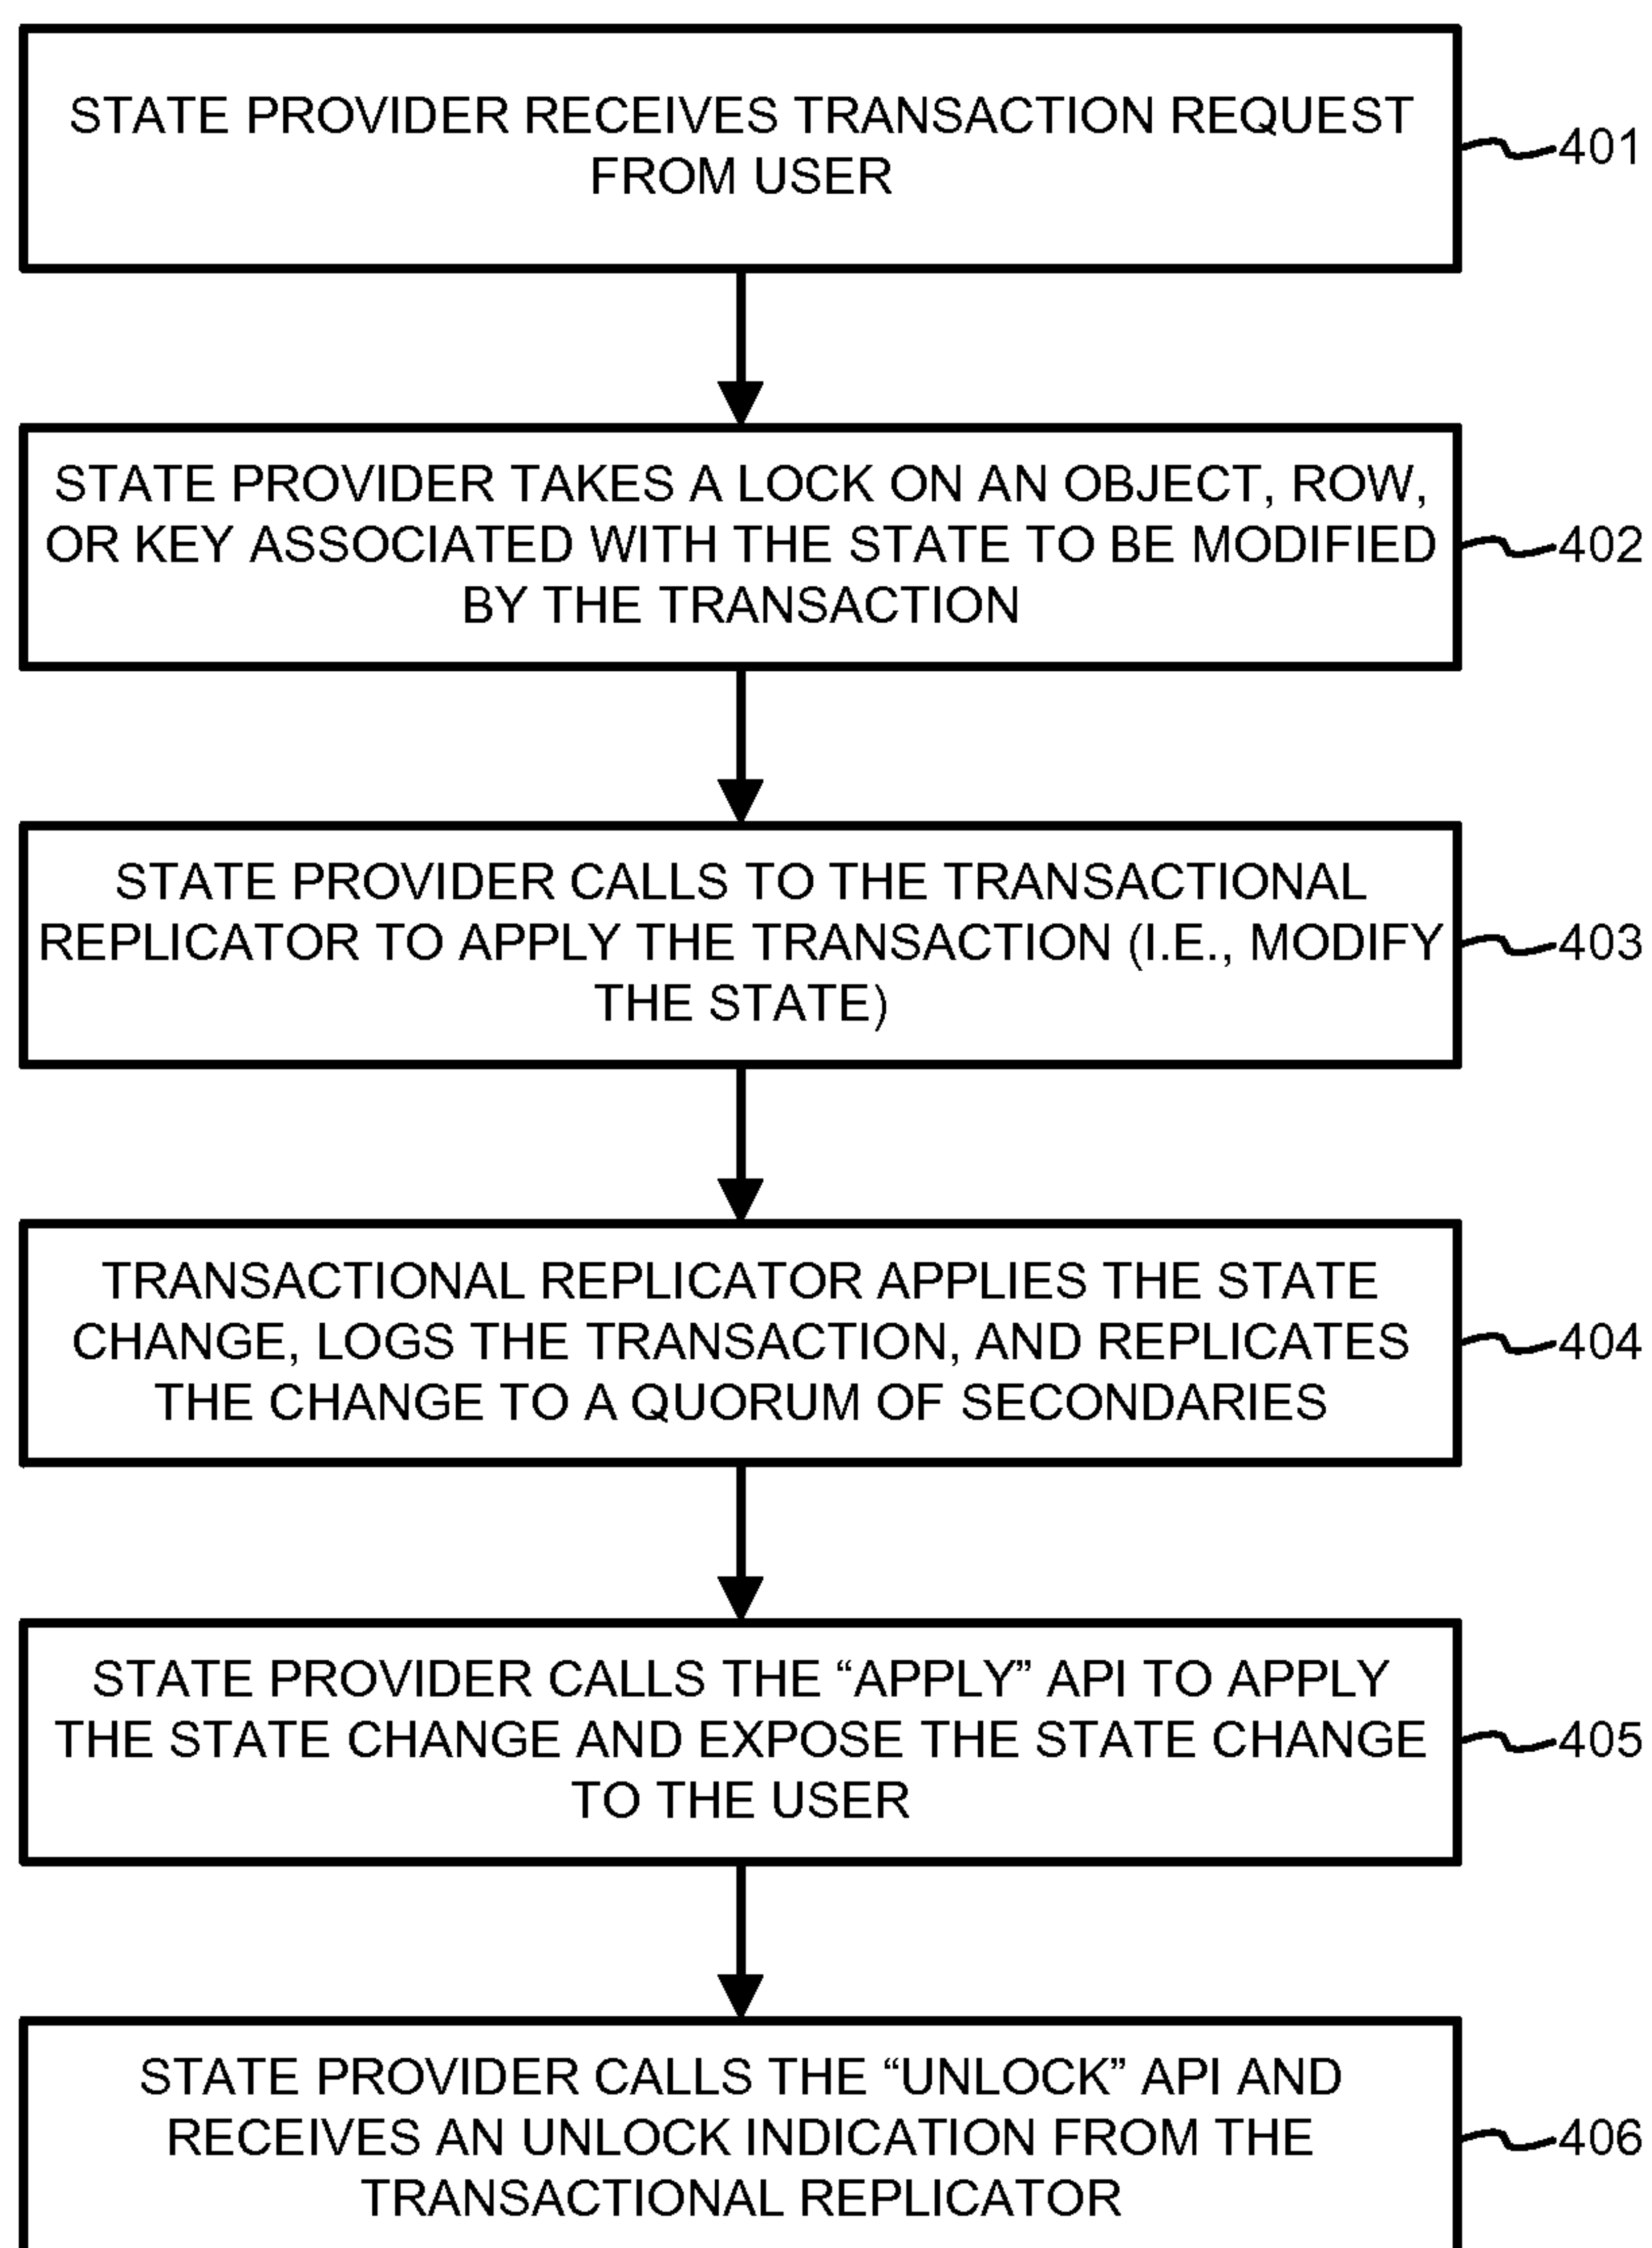 STATE PROVIDER RECEIVES TRANSACTION REQUEST
FROM USER
401
STATE PROVIDER TAKES A LOCK ON AN OBJECT, ROW,
OR KEY ASSOCIATED WITH THE STATE TO BE MODIFIED
BY THE TRANSACTION
402
STATE PROVIDER CALLS TO THE TRANSACTIONAL
REPLICATOR TO APPLY THE TRANSACTION (I.E., MODIFY
THE STATE)
403
TRANSACTIONAL REPLICATOR APPLIES THE STATE
CHANGE, LOGS THE TRANSACTION, AND REPLICATES
THE CHANGE TO A QUORUM OF SECONDARIES
404
STATE PROVIDER CALLS THE “APPLY” API TO APPLY
THE STATE CHANGE AND EXPOSE THE STATE CHANGE
TO THE USER
405
STATE PROVIDER CALLS THE “UNLOCK” API AND
RECEIVES AN UNLOCK INDICATION FROM THE
TRANSACTIONAL REPLICATOR
406